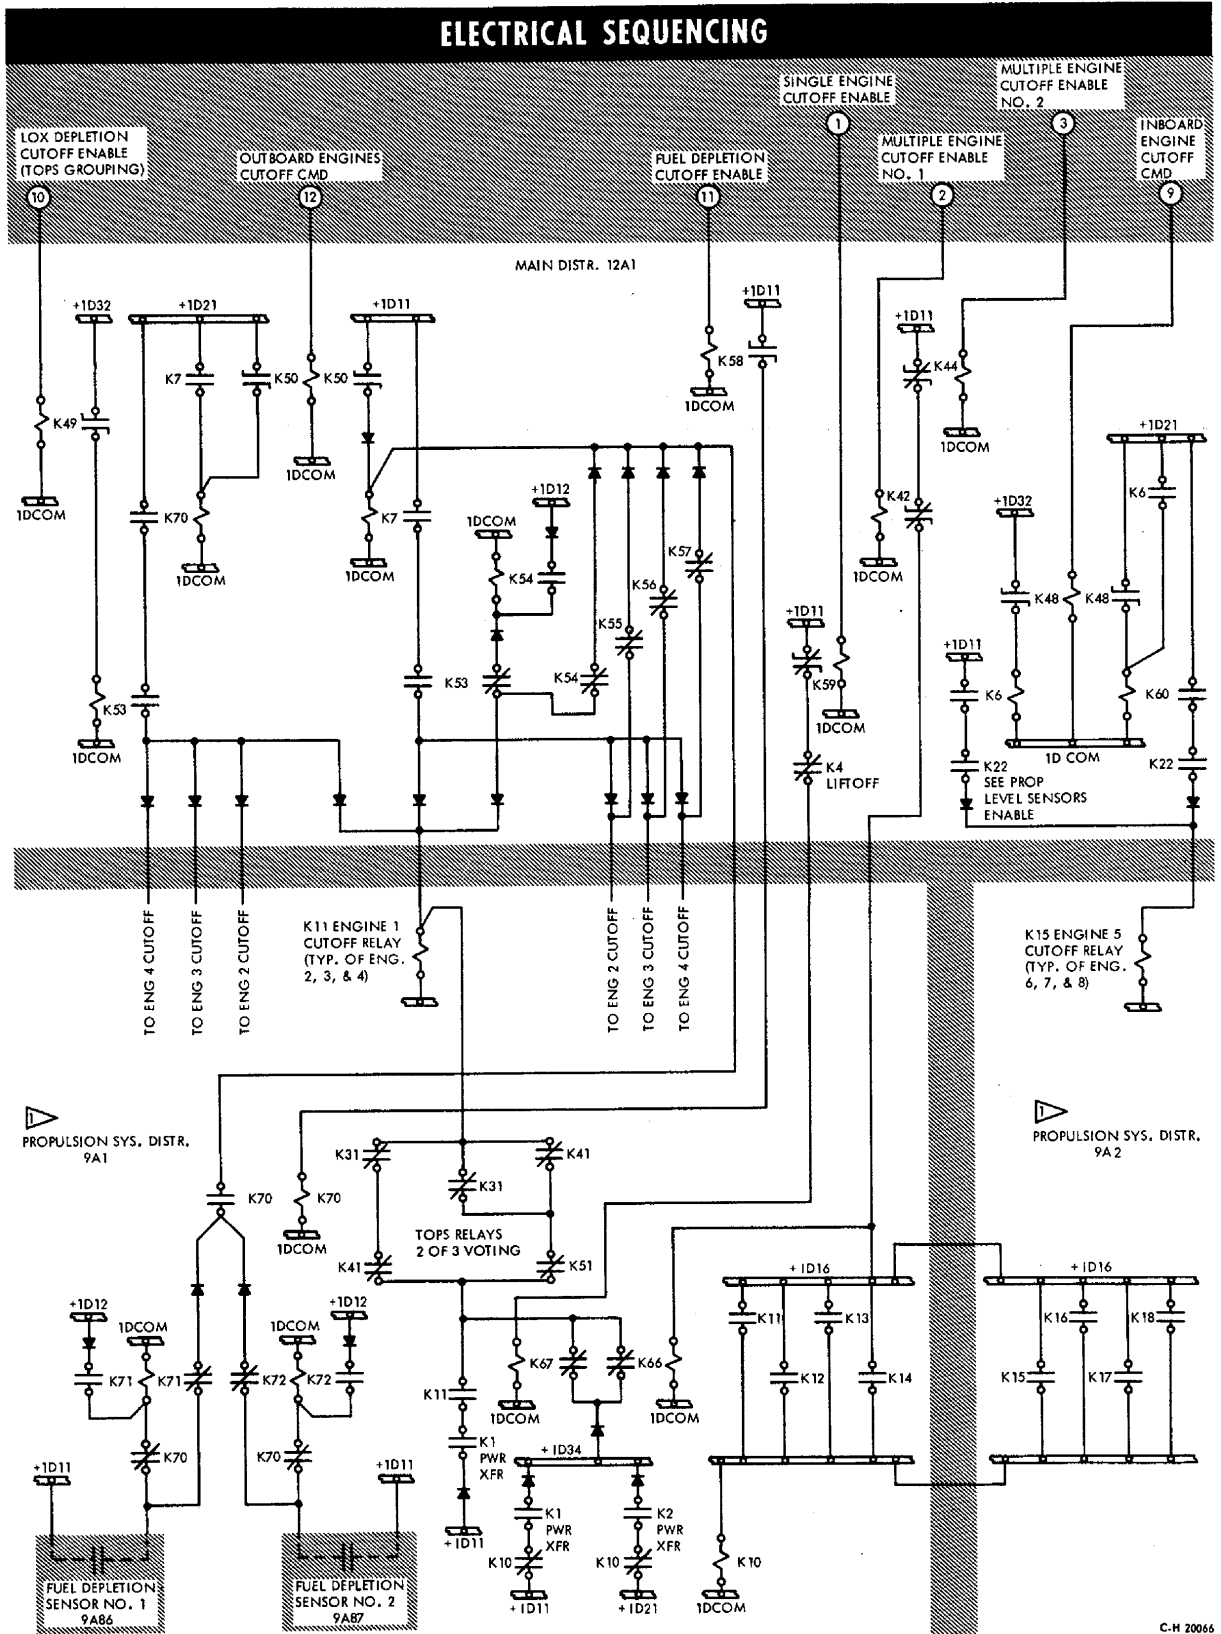 ELECTRICAL SEQUENCING
SINGLE ENGINE
CUTOFF ENABLE
1
MULTIPLE ENGINE
CUTOFF ENABLE
NO. 2
3
LOX DEPLETION
CUTOFF ENABLE
(TOPS GROUPING)
10
OUTBOARD ENGINES
CUTOFF CMD
12
FUEL DEPLETION
CUTOFF ENABLE
11
MULTIPLE ENGINE
CUTOFF ENABLE
NO. 1
2
INBOARD
ENGINE
CUTOFF
CMD
9
MAIN DISTR. 12A1
+1D32
+1D21
+1D11
+1D11
+1D11
K7
K50
K50
K58
K44
1DCOM
K49
1DCOM
1DCOM
+1D21
1DCOM
K70
1DCOM
K7
1DCOM
1DCOM
+1D12
K54
K57
K56
K55
K42
1DCOM
+1D32
K6
K48
K48
+1D11
+1D11
K53
1DCOM
K53
K54
K59
1DCOM
K6
K60
1D COM
K4
LIFTOFF
K22
SEE PROP
LEVEL SENSORS
ENABLE
K22
TO ENG 4 CUTOFF
TO ENG 3 CUTOFF
TO ENG 2 CUTOFF
K11 ENGINE 1
CUTOFF RELAY
(TYP. OF ENG.
2, 3, & 4)
TO ENG 2 CUTOFF
TO ENG 3 CUTOFF
TO ENG 4 CUTOFF
K15 ENGINE 5
CUTOFF RELAY
(TYP. OF ENG.
6, 7, & 8)
1
PROPULSION SYS. DISTR.
9A1
1
PROPULSION SYS. DISTR.
9A2
K31
K31
K41
K70
K70
1DCOM
TOPS RELAYS
2 OF 3 VOTING
K41
K51
+1D16
+1D16
+1D12
1DCOM
1DCOM
+1D12
K11
K13
K16
K18
K71
K71
K72
K72
K67
K66
K12
K14
K15
K17
K11
1DCOM
1DCOM
K70
K70
K1
PWR
XFR
+1D34
+1D11
+1D11
+1D11
K1
PWR
XFR
K2
PWR
XFR
K10
K10
K10
+1D11
+1D21
1DCOM
FUEL DEPLETION
SENSOR NO. 1
9A86
FUEL DEPLETION
SENSOR NO. 2
9A87
C-H 20066